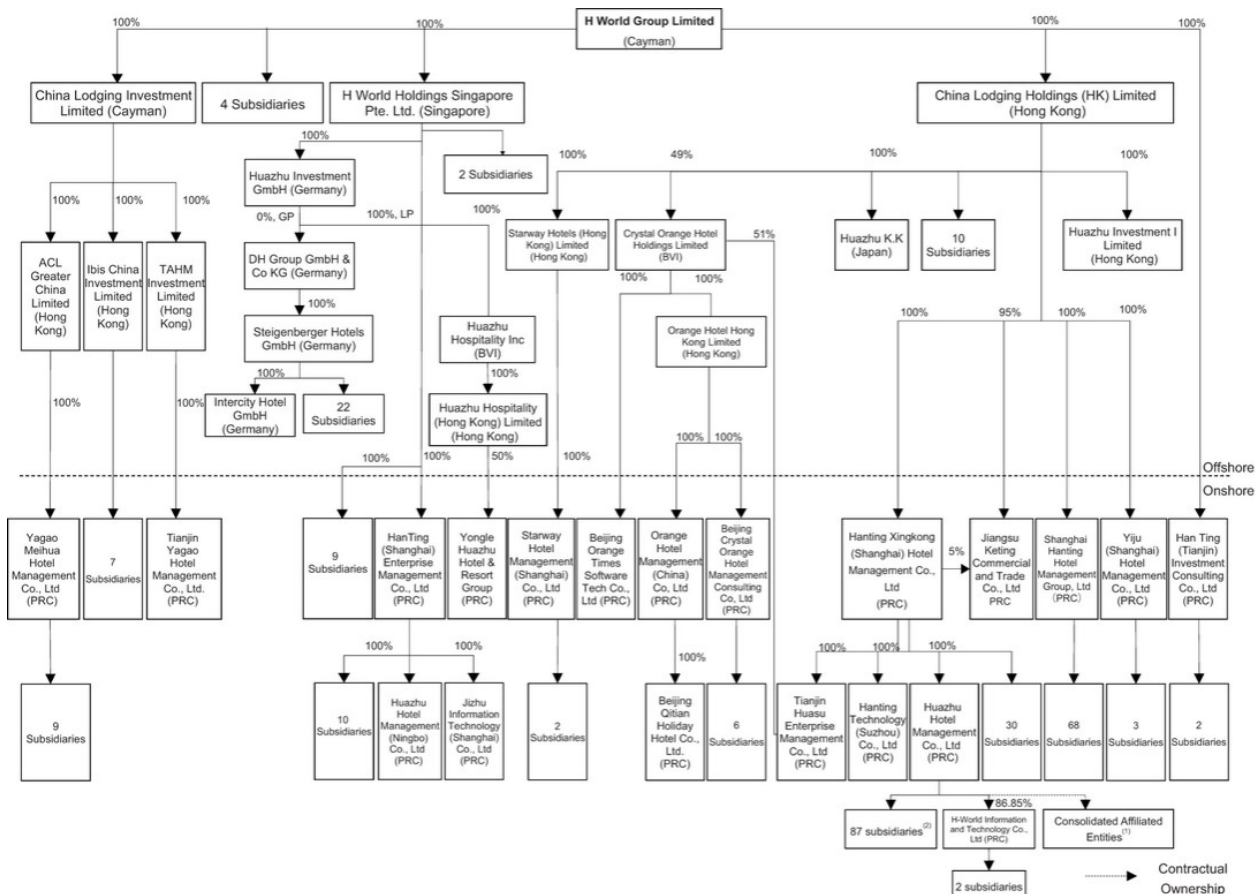 H World Group Limited
(Cayman)
100%
100%
100%
100%
100%
China Lodging Investment
Limited (Cayman)
4 Subsidiaries
H World Holdings Singapore
Pte. Ltd. (Singapore)
China Lodging Holdings (HK) Limited
(Hong Kong)
100%
Huazhu Investment
GmbH (Germany)
2 Subsidiaries
100%
49%
100%
100%
100%
100%
100%
0%, GP
100%, LP
100%
ACL
Greater
China
Limited
(Hong
Kong)
Ibis China
Investment
Limited (Hong
Kong)
TAHM
Investment
Limited (Hong
Kong)
DH Group GmbH &
Co KG (Germany)
Starway Hotels (Hong
Kong) Limited
(Hong Kong)
Crystal Orange Hotel
Holdings Limited
(BVI)
51%
Huazhu K.K
(Japan)
10
Subsidiaries
Huazhu Investment I
Limited
(Hong Kong)
100%
Steigenberger Hotels
GmbH (Germany)
Huazhu
Hospitality Inc
(BVI)
100%
100%
Orange Hotel Hong
Kong Limited
(Hong Kong)
100%
95%
100%
100%
100%
Intercity Hotel
GmbH
(Germany)
22
Subsidiaries
100%
Huazhu Hospitality
(Hong Kong) Limited
(Hong Kong)
100%
100%
100%
100%
50%
100%
100%
100%
Offshore
Onshore
Yagao
Meihua
Hotel
Management
Co., Ltd
(PRC)
7
Subsidiaries
Tianjin
Yagao
Hotel
Management
Co., Ltd.
(PRC)
9
Subsidiaries
HanTing
(Shanghai)
Enterprise
Management
Co., Ltd (PRC)
Yongle
Huazhu
Hotel &
Resort
Group
(PRC)
Starway
Hotel
Management
(Shanghai)
Co., Ltd
(PRC)
Beijing
Orange
Times
Software
Tech Co.,
Ltd (PRC)
Orange
Hotel
Management
(China)
Co, Ltd
(PRC)
Beijing
Crystal
Orange
Hotel
Management
Consulting
Co, Ltd
(PRC)
Hanting Xingkong
(Shanghai) Hotel
Management Co.,
Ltd
(PRC)
5%
Jiangsu
Keting
Commercial
and Trade
Co., Ltd
PRC
Shanghai
Hanting
Hotel
Management
Group, Ltd
(PRC)
Yiju
(Shanghai)
Hotel
Management
Co., Ltd
(PRC)
Han Ting
(Tianjin)
Investment
Consulting
Co., Ltd
(PRC)
100%
100%
100%
100%
100%
100%
100%
100%
9
Subsidiaries
10
Subsidiaries
Huazhu
Hotel
Management
(Ningbo)
Co., Ltd
(PRC)
Jizhu
Information
Technology
(Shanghai)
Co., Ltd
(PRC)
2
Subsidiaries
Beijing
Qitian
Holiday
Hotel Co.,
Ltd.
(PRC)
6
Subsidiaries
Tianjin
Huasu
Enterprise
Management
Co., Ltd.
(PRC)
Hanting
Technology
(Suzhou)
Co., Ltd
(PRC)
Huazhu
Hotel
Management
Co., Ltd
(PRC)
30
Subsidiaries
68
Subsidiaries
3
Subsidiaries
2
Subsidiaries
86.85%
87 subsidiaries(2)
H-World Information
and Technology Co.,
Ltd (PRC)
Consolidated Affiliated
Entities(1)
2 subsidiaries
Contractual
Ownership